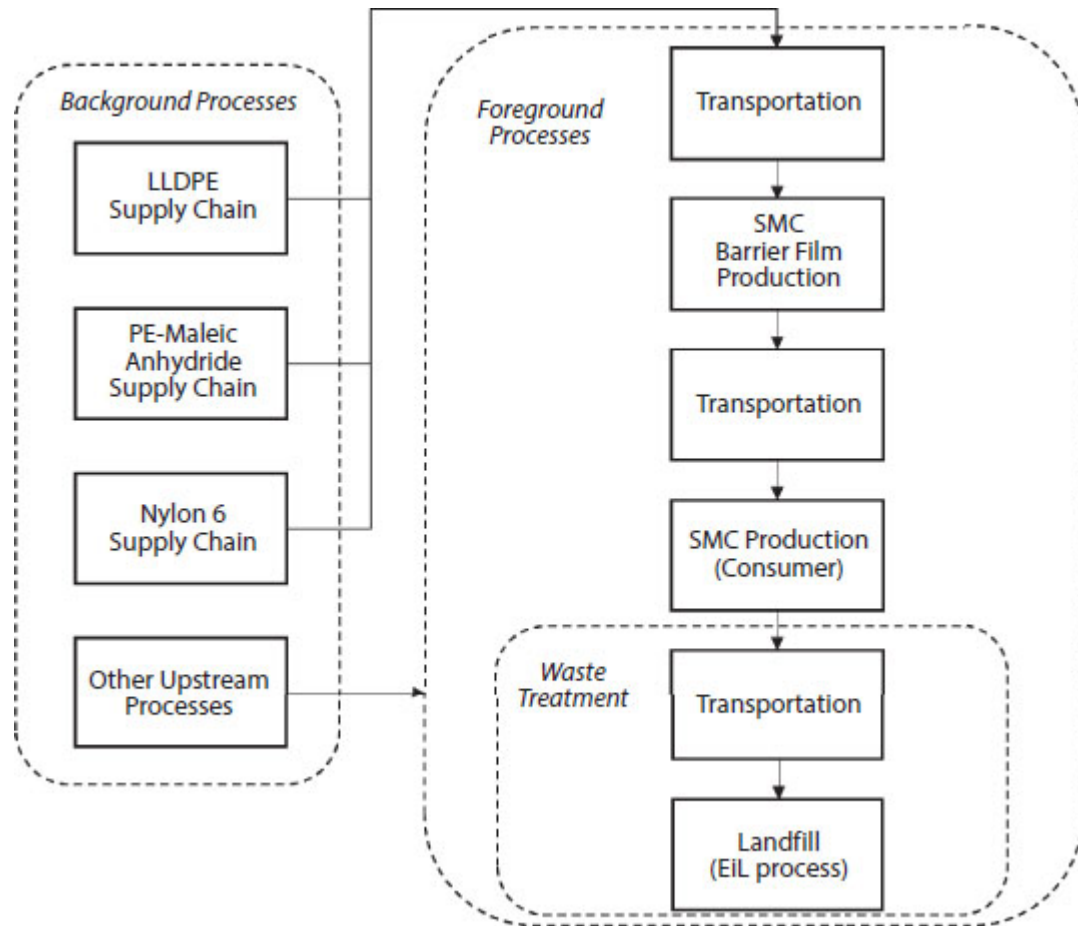 Background Processes
LLDPE
Supply Chain
PE-Maleic
Anhydride
Supply Chain
Nylon 6
Supply Chain
Other Upstream
Processes
Foreground
Processes
Transportation
SMC
Barrier Film
Production
Transportation
SMC Production
(Consumer)
Waste
Treatment
Transportation
Landfill
(EiL process)